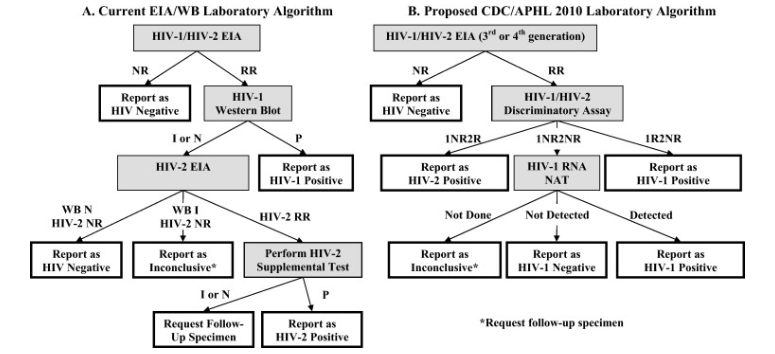 A. Current EIA/WB Laboratory Algorithm
HIV-1/HIV-2 EIA
NR
RR
Report as
HIV Negative
HIV-1
Western Blot
I or N
P
HIV-2 EIA
Report as
HIV-1 Positive
WB N
HIV-2 NR
WB I
HIV-2 NR
HIV-2 RR
Report as
HIV Negative
Report as
Inconclusive*
Perform HIV-2
Supplemental Test
I or N
P
Request Follow-
Up Specimen
Report as
HIV-2 Positive
B. Proposed CDC/APHL 2010 Laboratory Algorithm
HIV-1/HIV-2 EIA (3rd or 4th generation)
NR
RR
Report as
HIV Negative
HIV-1/HIV-2
Discriminatory Assay
1NR2R
1NR2NR
1R2NR
Report as
HIV-2 Positive
HIV-1 RNA
NAT
Report as
HIV-1 Positive
Not Done
Not Detected
Detected
Report as
Inconclusive*
Report as
HIV-1 Negative
Report as
HIV-1 Positive
*Request follow-up specimen